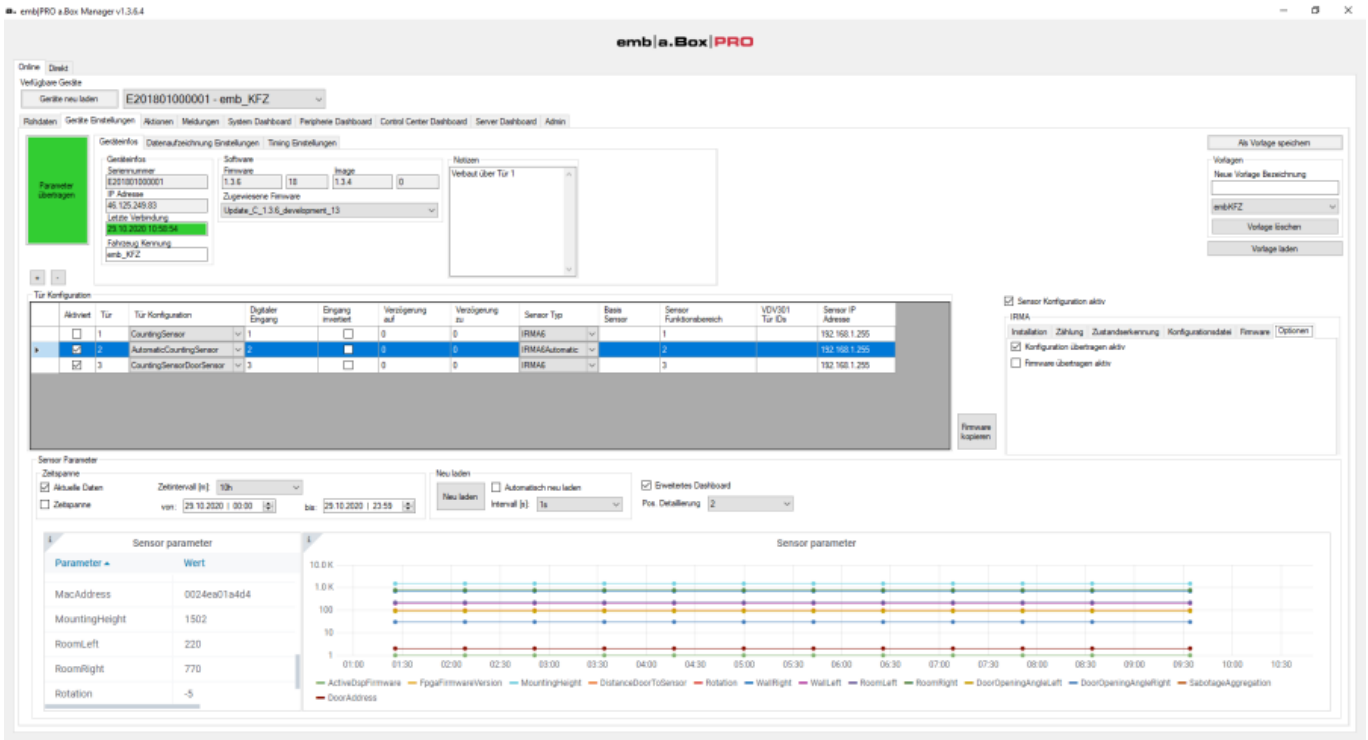 emb|PRO a.Box Manager v1.3.6.4
emb|a.Box|PRO
Online Direkt
Verfügbare Geräte
Geräte neu laden E201801000001 - emb_KFZ
Rohdaten Geräte Einstellungen Aktionen Meldungen System Dashboard Peripherie Dashboard Control Center Dashboard Server Dashboard Admin
Parameter übertragen
Geräteinfos Datenaufzeichnung Einstellungen Timing Einstellungen
Geräteinfos
Seriennummer
E201801000001
IP Adresse
46.125.249.83
Letzte Verbindung
29.10.2020 10:50:54
Fahrzeug Kennung
emb_KFZ
Software
Firmware Image
1.3.6 18 1.3.4 0
Zugewiesene Firmware
Update_C_1.3.6_development_13
Notizen
Verbaut über Tür 1
Als Vorlage speichern
Vorlagen
Neue Vorlage Bezeichnung
embKFZ
Vorlage löschen
Vorlage laden
+ -
Tür Konfiguration
Aktiviert Tür Tür Konfiguration Digitaler Eingang Eingang invertiert Verzögerung auf Verzögerung zu Sensor Typ Basis Sensor Sensor Funktionsbereich VDV301 Tür IDs Sensor IP Adresse
1 CountingSensor 1 0 0 IRMA6 1 192.168.1.255
2 AutomaticCountingSensor 2 0 0 IRMA6Automatic 2 192.168.1.255
3 CountingSensorDoorSensor 3 0 0 IRMA6 3 192.168.1.255
Firmware kopieren
Sensor Konfiguration aktiv
IRMA
Installation Zählung Zustandserkennung Konfigurationsdatei Firmware Optionen
Konfiguration übertragen aktiv
Firmware übertragen aktiv
Sensor Parameter
Zeitspanne
Aktuelle Daten Zeitintervall [n]: 10h
Zeitspanne von: 29.10.2020 | 00:00 bis: 29.10.2020 | 23:59
Neu laden
Neu laden Automatisch neu laden
Intervall [s]: 1s
Erweitertes Dashboard
Pos. Detaillierung 2
Sensor parameter
Parameter Wert
MacAddress 0024ea01a4d4
MountingHeight 1502
RoomLeft 220
RoomRight 770
Rotation -5
Sensor parameter
10.0 K
1.0 K
100
10
1
01:00 01:30 02:00 02:30 03:00 03:30 04:00 04:30 05:00 05:30 06:00 06:30 07:00 07:30 08:00 08:30 09:00 09:30 10:00 10:30
ActiveDspFirmware FpgaFirmwareVersion MountingHeight DistanceDoorToSensor Rotation WallRight WallLeft RoomLeft RoomRight DoorOpeningAngleLeft DoorOpeningAngleRight SabotageAggregation
DoorAddress